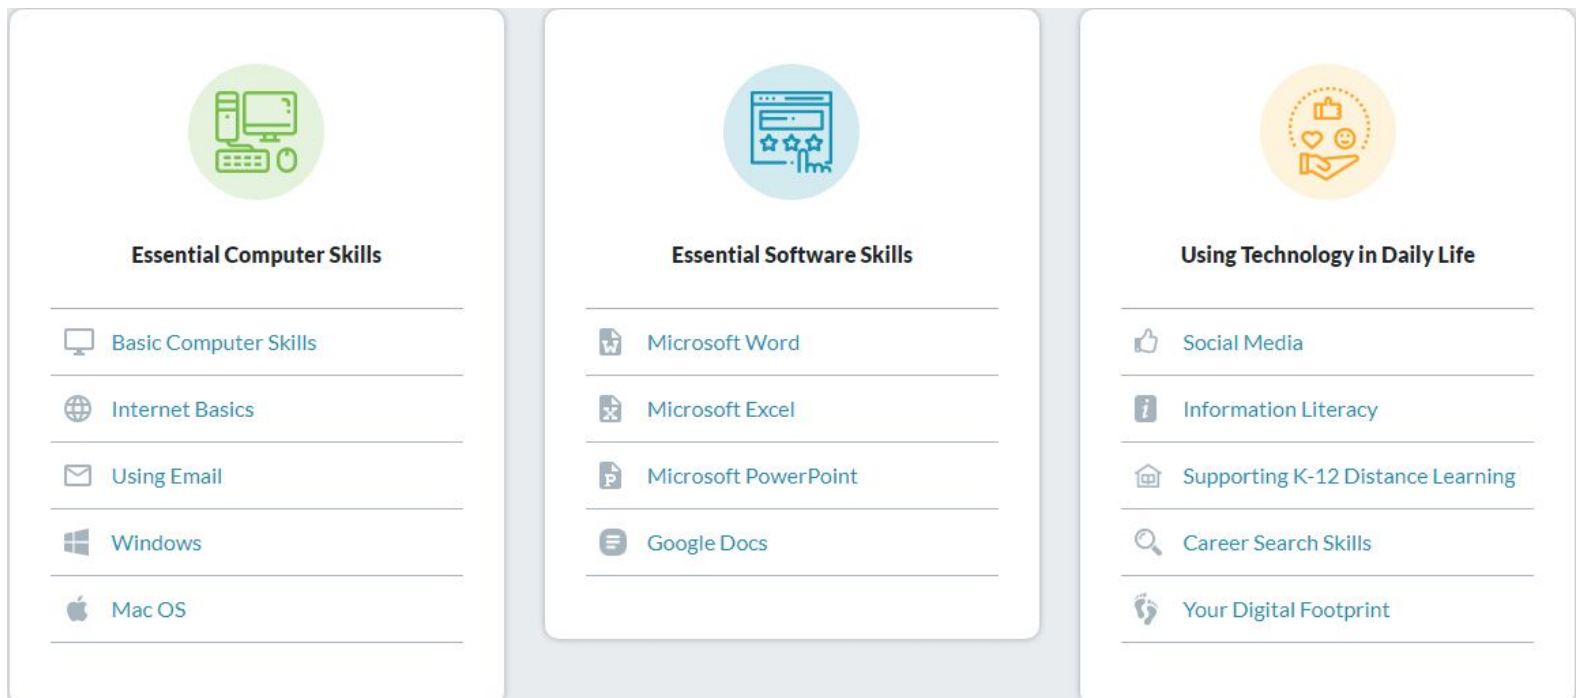 Essential Computer Skills
Basic Computer Skills
Internet Basics
Using Email
Windows
Mac OS
Essential Software Skills
Microsoft Word
Microsoft Excel
Microsoft PowerPoint
Google Docs
Using Technology in Daily Life
Social Media
Information Literacy
Supporting K-12 Distance Learning
Career Search Skills
Your Digital Footprint